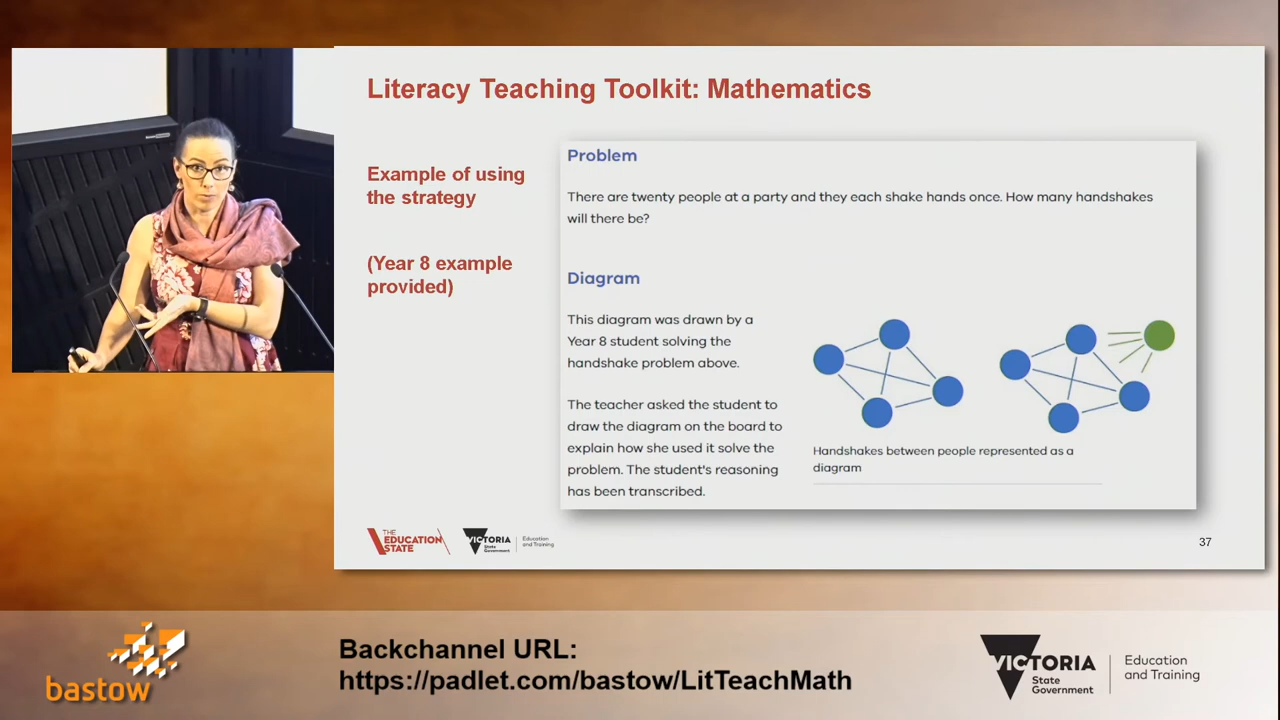 Literacy Teaching Toolkit: Mathematics
Example of using
the strategy
(Year 8 example
provided)
Problem
There are twenty people at a party and they each shake hands once. How many handshakes
will there be?
Diagram
This diagram was drawn by a
Year 8 student solving the
handshake problem above.
The teacher asked the student to
draw the diagram on the board to
explain how she used it solve the
problem. The student's reasoning
has been transcribed.
Handshakes between people represented as a
diagram
THE
EDUCATION
STATE
VICTORIA
State
Government
Education
and Training
37
bastow
Backchannel URL:
https://padlet.com/bastow/LitTeachMath
VICTORIA
State
Government
Education
and Training